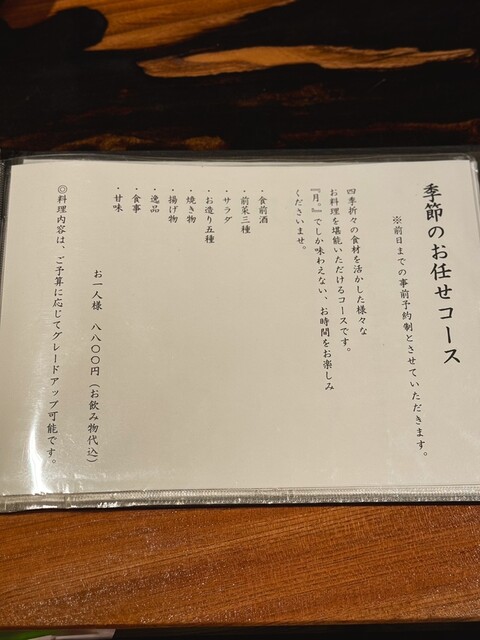 季節のお任せコース
※前日までの事前予約制とさせていただきます。
四季折々の食材を活かした様々な
お料理を堪能いただけるコースです。
『月。』でしか味わえない、お時間をお楽しみ
くださいませ。
・食前酒
・前菜三種
・サラダ
・お造り五種
・焼き物
・揚げ物
・逸品
・食事
・甘味
お一人様 八八〇〇円（お飲み物代込）
◎料理内容は、ご予算に応じてグレードアップ可能です。